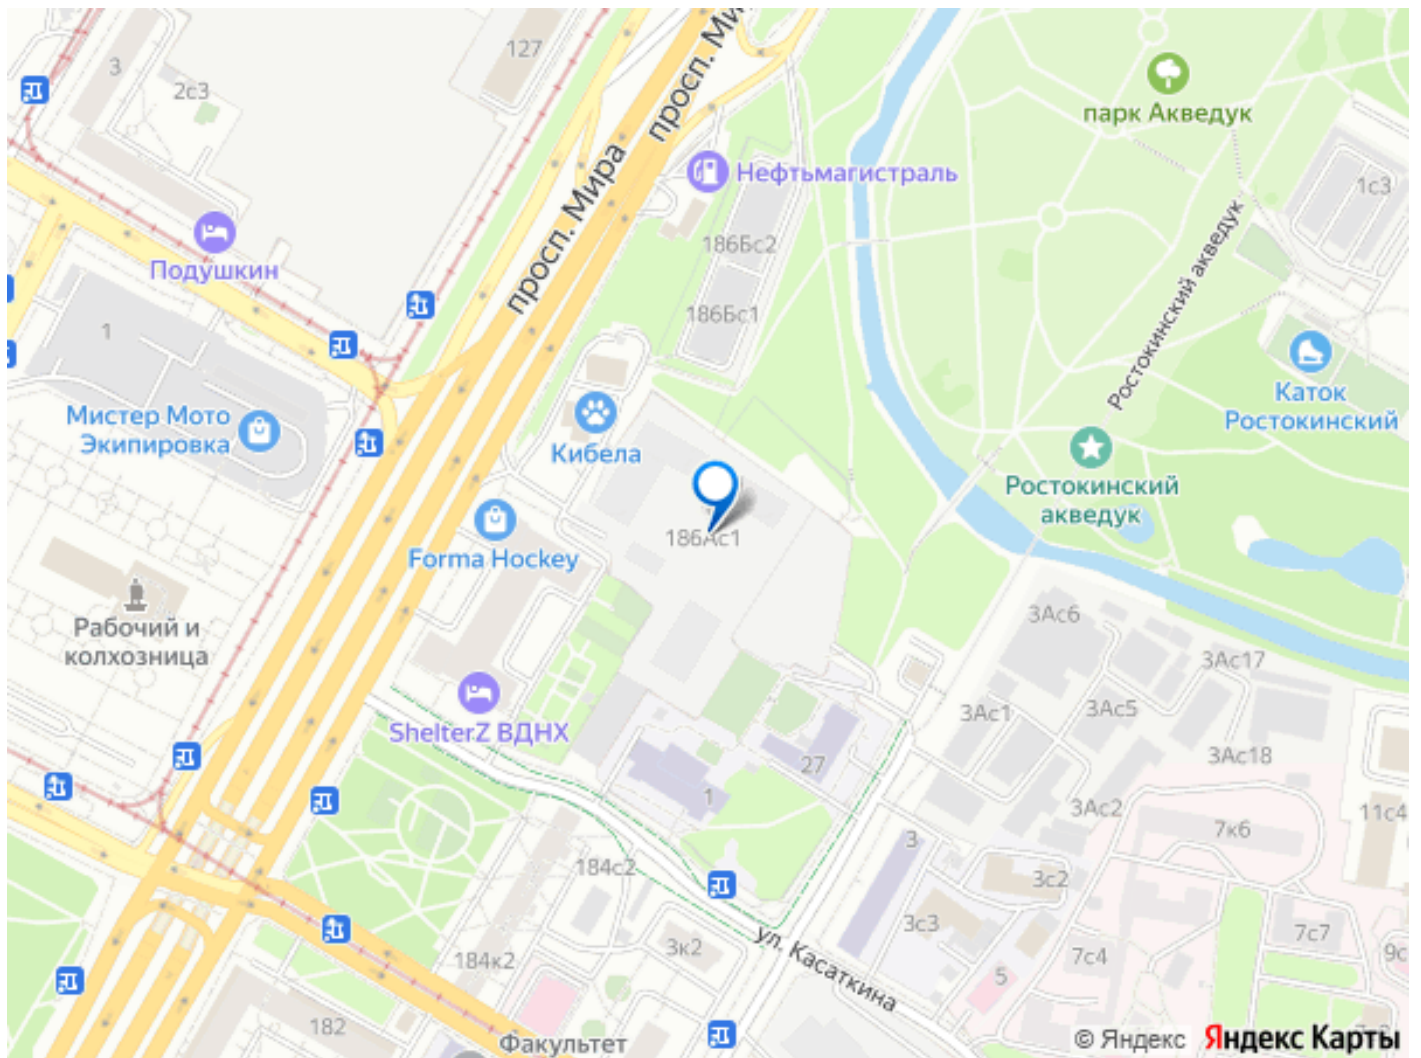 127
просп. Мира
просп. Ми
3
2с3
парк Акведук
Нефтьмагистраль
1с3
186Бс2
Подушкин
186Бс1
Ростокинский акведук
1
Мистер Мото
Экипировка
Кибела
Каток
Ростокинский
Ростокинский
акведук
Forma Hockey
186Ас1
Рабочий и
колхозница
3Ас6
3Ас17
3Ас1
3Ас5
ShelterZ ВДНХ
27
3Ас18
1
3Ас2
7к6
11с4
3
184с2
3с2
3с3
7с7
ул. Касаткина
3к2
184к2
7с4
9с
5
182
Факультет
© Яндекс Яндекс Карты